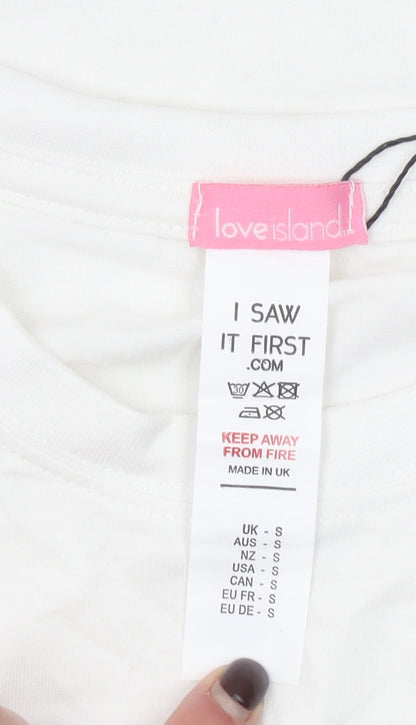 love island
I SAW
IT FIRST
.COM
30
KEEP AWAY
FROM FIRE
MADE IN UK
UK - S
AUS - S
NZ - S
USA - S
CAN - S
EU FR - S
EU DE - S